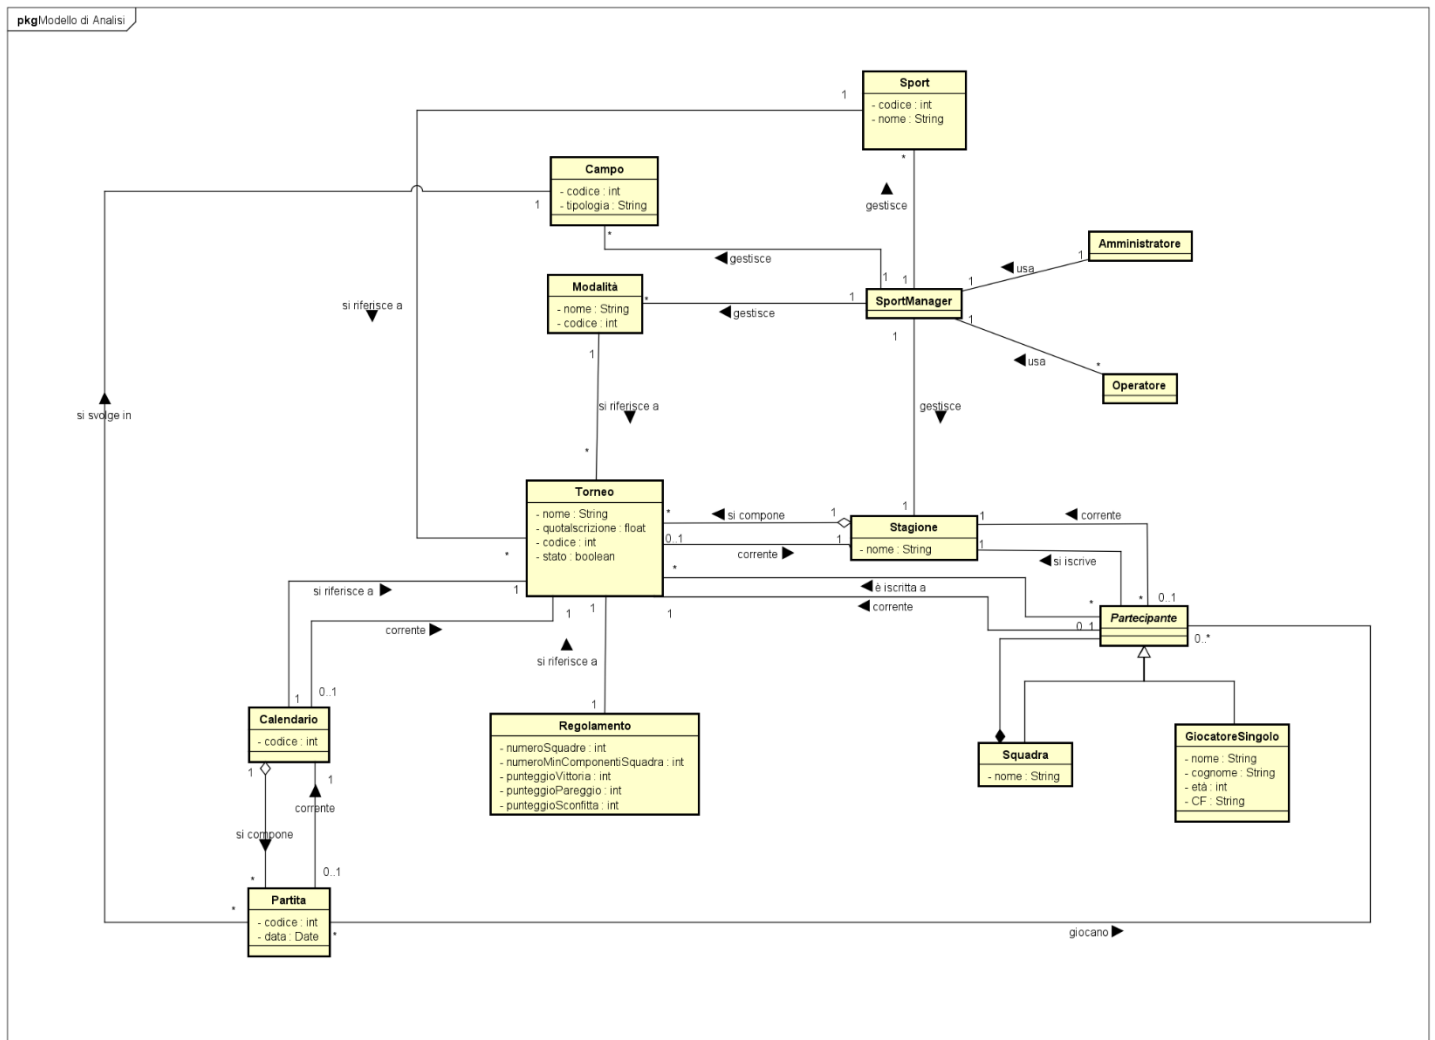 pkgModello di Analisi
Sport
- codice : int
- nome : String
1
*
gestisce
Campo
- codice : int
- tipologia : String
1
*
gestisce
1
1
Amministratore
1
usa
1
SportManager
1
1
usa
*
Operatore
Modalità
- nome : String
- codice : int
*
gestisce
1
1
si riferisce a
si riferisce a
*
si svolge in
gestisce
1
Torneo
- nome : String
- quotaIscrizione : float
- codice : int
- stato : boolean
*
*
si compone
1
0..1
corrente
1
Stagione
- nome : String
1
corrente
1
si iscrive
*
0..1
*
è iscritta a
*
corrente
1
0..1
Partecipante
0..*
si riferisce a
1
corrente
1
1
si riferisce a
1
1
0..1
Calendario
- codice : int
1
1
corrente
si compone
*
0..1
Regolamento
- numeroSquadre : int
- numeroMinComponentiSquadra : int
- punteggioVittoria : int
- punteggioPareggio : int
- punteggioSconfitta : int
Squadra
- nome : String
GiocatoreSingolo
- nome : String
- cognome : String
- età : int
- CF : String
Partita
- codice : int
- data : Date
*
*
giocano